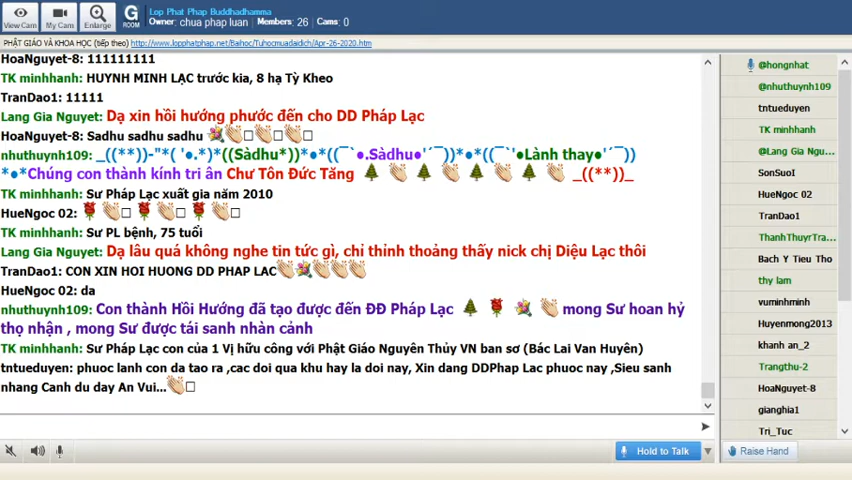 View Cam
My Cams
Enlarge
G
ROOM
Lop Phat Phap Buddhadhamma
Owner: chua phap luan
Members: 26
Cams: 0
PHẬT GIÁO VÀ KHOA HỌC (tiếp theo) http://www.lopphatphap.net/Baihoc/Tuhocmuadaidich/Apr-26-2020.htm
HoaNguyet-8: 111111111
TK minhhanh: HUYNH MINH LẠC trước kia, 8 hạ Tỳ Kheo
TranDao1: 11111
Lang Gia Nguyet: Dạ xin hồi hướng phước đến cho DD Pháp Lạc
HoaNguyet-8: Sadhu sadhu sadhu 💐👏🏻👏🏻👏🏻
nhuthuynh109: _((**))-"*( '●.*)*((Sàdhu*))*●*((¯`●.Sàdhu●'´¯))*●*((¯`'●Lành thay●'´¯))
*●*Chúng con thành kính tri ân Chư Tôn Đức Tăng 🌲 👏 🌲 👏 🌲 👏 🌲 👏 _((**))_
TK minhhanh: Sư Pháp Lạc xuất gia năm 2010
HueNgoc 02: 🌹👏🌹👏🌹👏
TK minhhanh: Sư PL bệnh, 75 tuổi
Lang Gia Nguyet: Dạ lâu quá không nghe tin tức gì, chỉ thỉnh thoảng thấy nick chị Diệu Lạc thôi
TranDao1: CON XIN HOI HUONG DD PHAP LAC👏💐👏👏👏
HueNgoc 02: da
nhuthuynh109: Con thành Hồi Hướng đã tạo được đến ĐĐ Pháp Lạc 🌲 🌹 💐 👏 mong Sư hoan hỷ
thọ nhận , mong Sư được tái sanh nhàn cảnh
TK minhhanh: Sư Pháp Lạc con của 1 Vị hữu công với Phật Giáo Nguyên Thủy VN ban sơ (Bác Lai Van Huyên)
tntueduyen: phuoc lanh con da tao ra ,cac doi qua khu hay la doi nay, Xin dang DDPhap Lac phuoc nay ,Sieu sanh
nhang Canh du day An Vui...👏
@hongnhat
@nhuthuynh109
tntueduyen
TK minhhanh
@Lang Gia Ngu...
SonSuoI
HueNgoc 02
TranDao1
ThanhThuyrTra...
Bach Y Tieu Tho
thy lam
vuminhminh
Huyenmong2013
khanh an_2
Trangthu-2
HoaNguyet-8
gianghia1
Tri_Tuc
Hold to Talk
Raise Hand